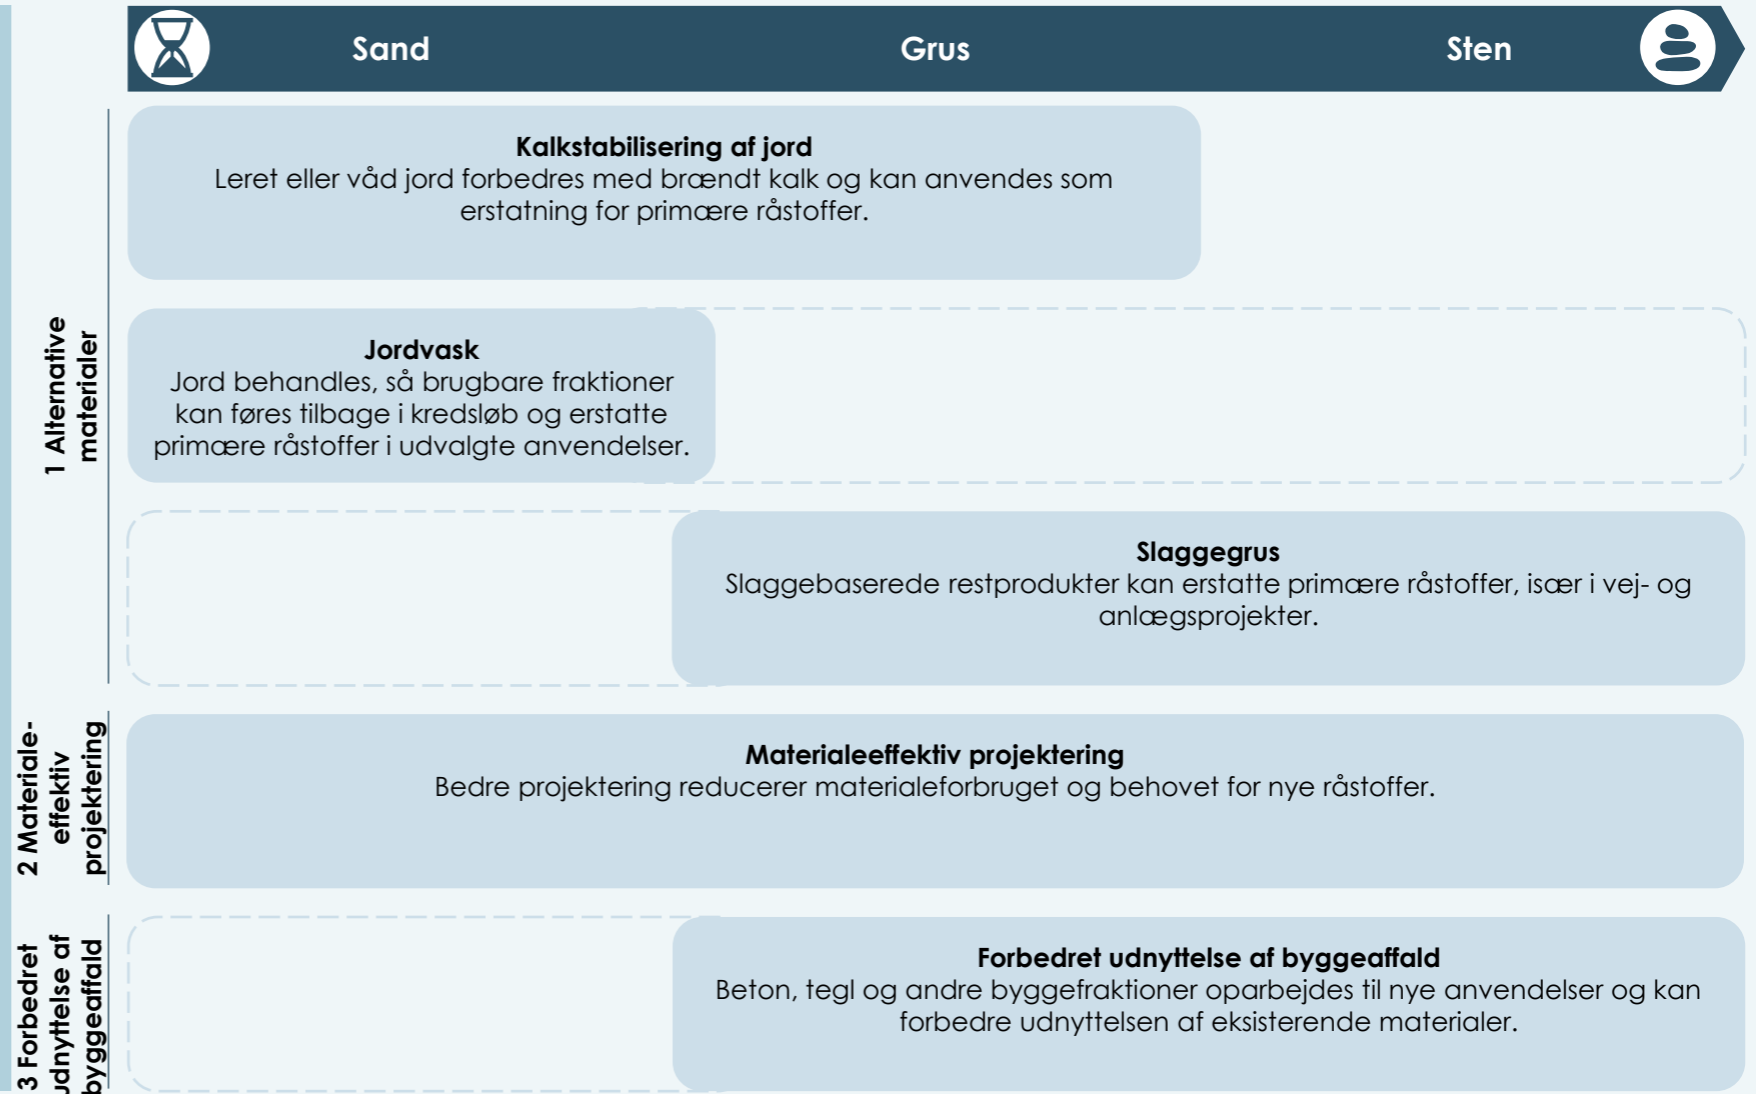 Sand
Grus
Sten
1 Alternative
materialer
Kalkstabilisering af jord
Leret eller våd jord forbedres med brændt kalk og kan anvendes som
erstatning for primære råstoffer.
Jordvask
Jord behandles, så brugbare fraktioner
kan føres tilbage i kredsløb og erstatte
primære råstoffer i udvalgte anvendelser.
Slaggegrus
Slaggebaserede restprodukter kan erstatte primære råstoffer, især i vej- og
anlægsprojekter.
2 Materiale-
effektiv
projektering
Materialeeffektiv projektering
Bedre projektering reducerer materialeforbruget og behovet for nye råstoffer.
3 Forbedret
udnyttelse af
byggeaffald
Forbedret udnyttelse af byggeaffald
Beton, tegl og andre byggefraktioner oparbejdes til nye anvendelser og kan
forbedre udnyttelsen af eksisterende materialer.